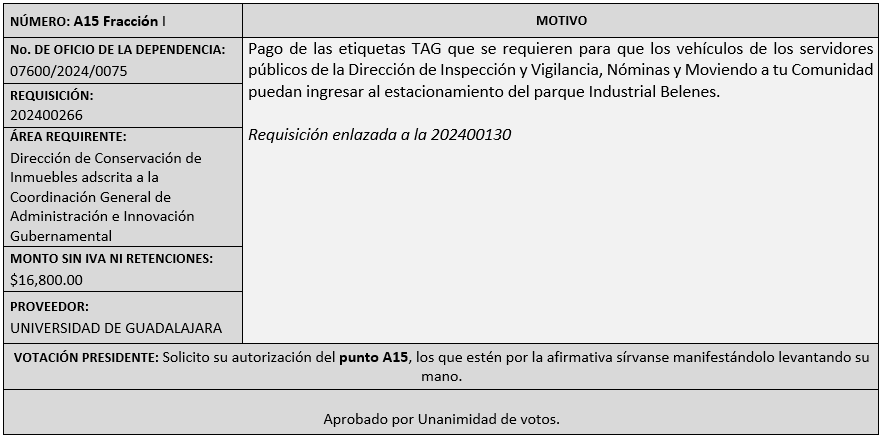 NÚMERO: A15 Fracción I
MOTIVO
No. DE OFICIO DE LA DEPENDENCIA:
07600/2024/0075
REQUISICIÓN:
202400266
ÁREA REQUIRENTE:
Dirección de Conservación de
Inmuebles adscrita a la
Coordinación General de
Administración e Innovación
Gubernamental
MONTO SIN IVA NI RETENCIONES:
$16,800.00
PROVEEDOR:
UNIVERSIDAD DE GUADALAJARA
Pago de las etiquetas TAG que se requieren para que los vehículos de los servidores
públicos de la Dirección de Inspección y Vigilancia, Nóminas y Moviendo a tu Comunidad
puedan ingresar al estacionamiento del parque Industrial Belenes.
Requisición enlazada a la 202400130
VOTACIÓN PRESIDENTE: Solicito su autorización del punto A15, los que estén por la afirmativa sírvanse manifestándolo levantando su
mano.
Aprobado por Unanimidad de votos.